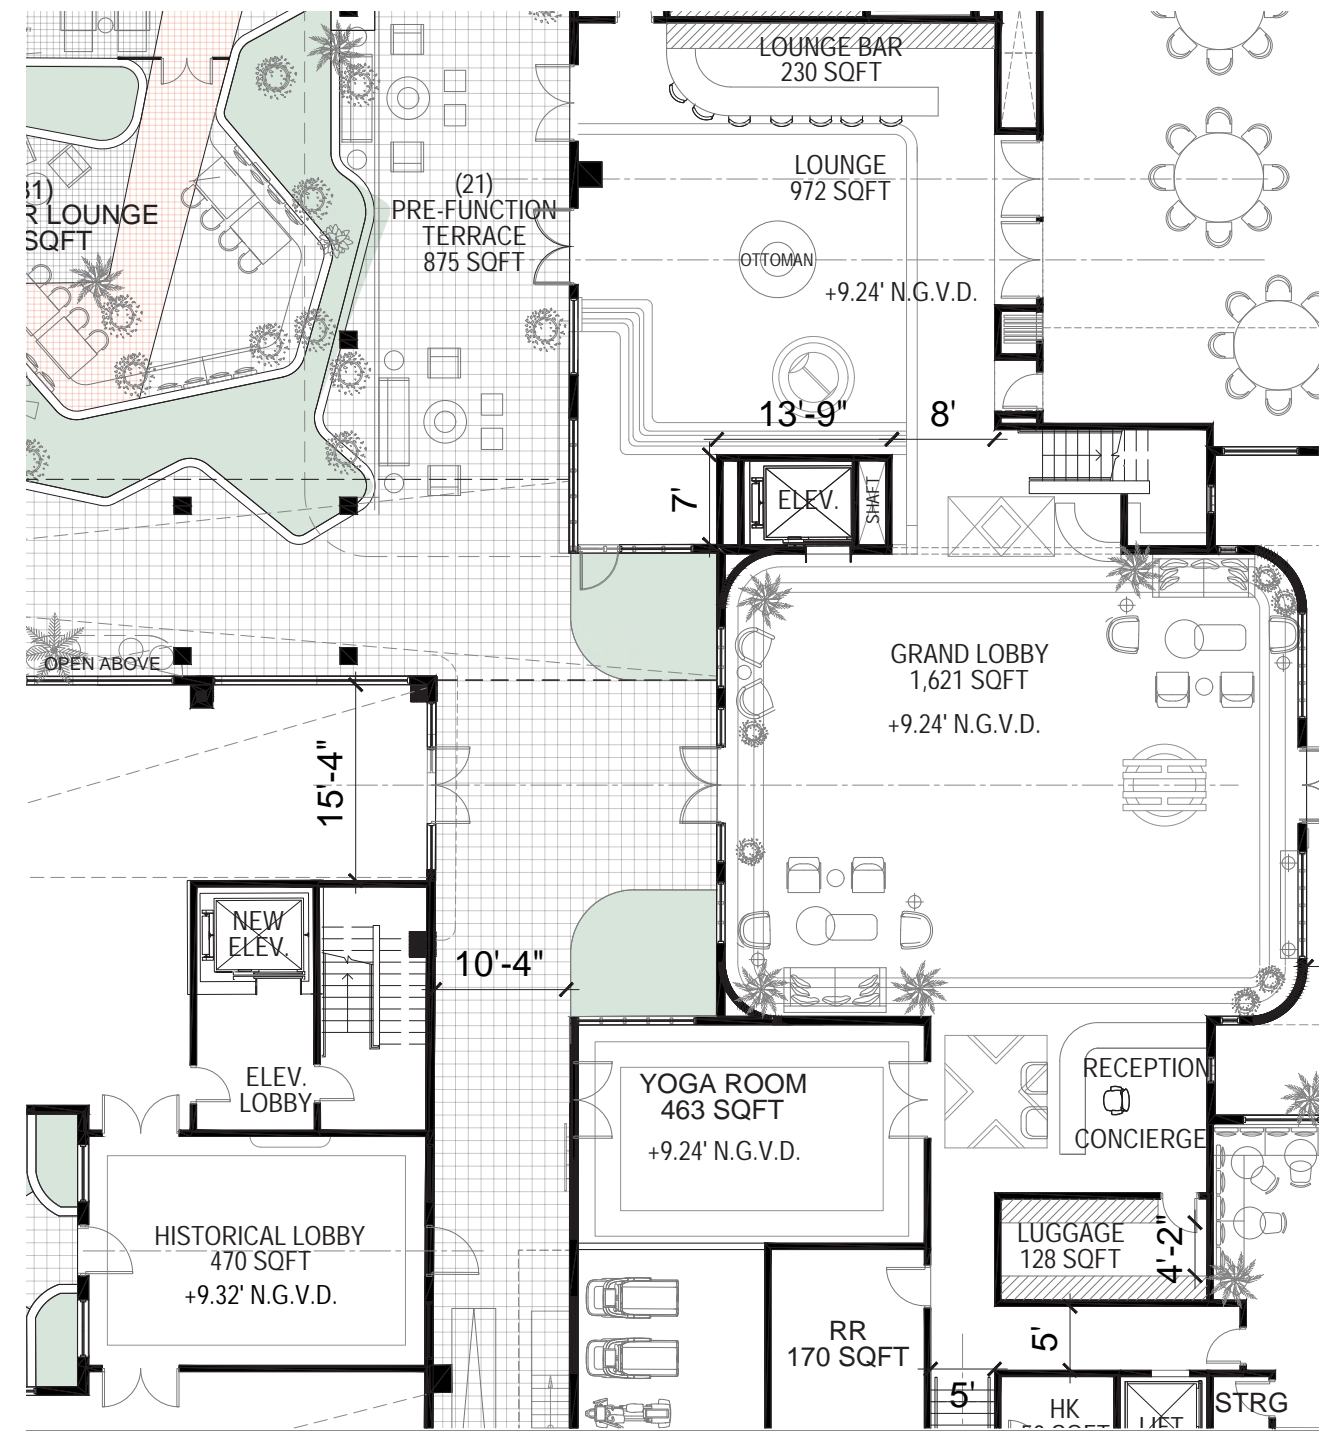 LOUNGE BAR
230 SQFT
LOUNGE
972 SQFT
(21)
PRE-FUNCTION
TERRACE
875 SQFT
31)
R LOUNGE
SQFT
OTTOMAN
+9.24' N.G.V.D.
13'-9"
8'
7'
ELEV.
SHAFT
OPEN ABOVE
GRAND LOBBY
1,621 SQFT
+9.24' N.G.V.D.
15'-4"
NEW
ELEV.
10'-4"
ELEV.
LOBBY
YOGA ROOM
463 SQFT
+9.24' N.G.V.D.
RECEPTION
CONCIERGE
HISTORICAL LOBBY
470 SQFT
+9.32' N.G.V.D.
LUGGAGE
128 SQFT
4'-2"
RR
170 SQFT
5'
5'
HK
STRG
LIFT